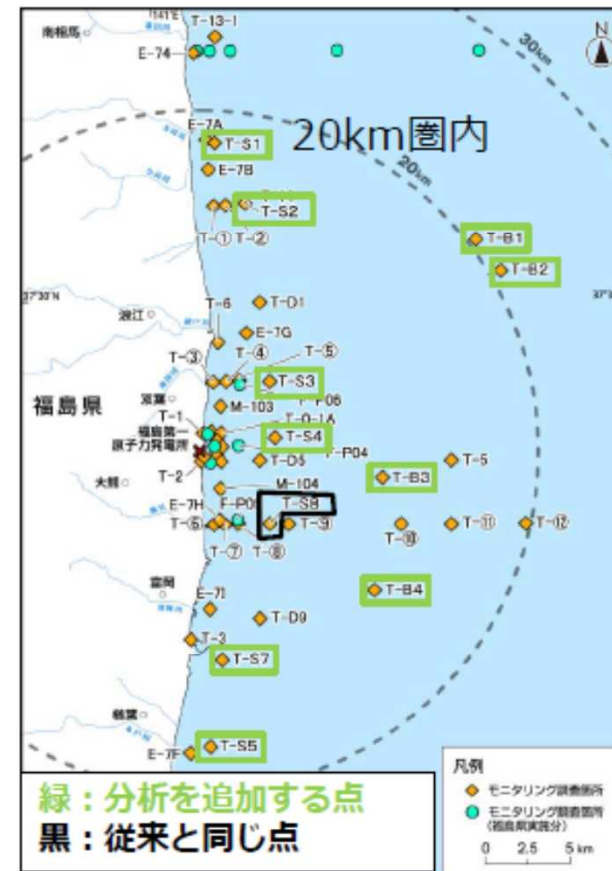 141°E
T-13-1
南相馬
E-74
30km
N
E-7A
T-S1
20km圏内
20km
E-7B
T-S2
T-① T-②
T-B1
T-B2
37°30'N
浪江
T-D1
T-6
E-7G
T-③
T-④
T-⑤
T-S3
双葉
福島県
M-103
T-1
福島第一
原子力発電所
T-S4
T-2
T-D5
F-P04
T-5
T-B3
大熊
M-104
E-7H
T-S8
T-⑥
T-⑦
T-⑧
T-⑨
T-⑩
T-⑪
T-⑫
富岡
E-7I
T-B4
T-D9
T-3
T-S7
楢葉
E-7F
T-S5
緑：分析を追加する点
黒：従来と同じ点
凡例
モニタリング調査箇所
モニタリング調査箇所
(福島県実施分)
0 2.5 5 km